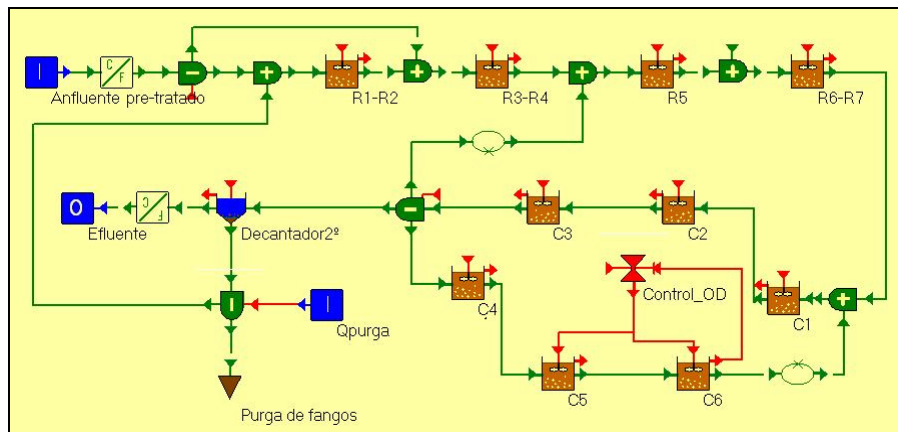 C
F
Anfluente pre-tratado
R1-R2
R3-R4
R5
R6-R7
O
F
C
Efluente
Decantador2º
C3
C2
C4
Control_OD
C1
Qpurga
C5
C6
Purga de fangos